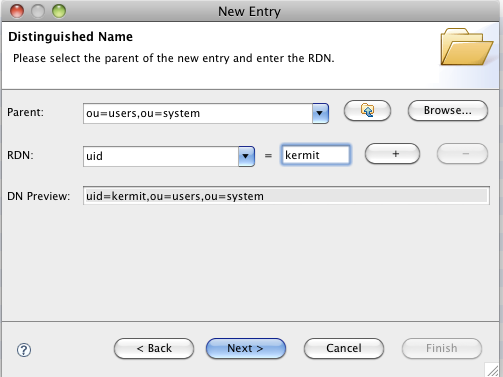 New Entry
Distinguished Name
Please select the parent of the new entry and enter the RDN.
Parent: ou=users,ou=system Browse...
RDN: uid = kermit + −
DN Preview: uid=kermit,ou=users,ou=system
? < Back Next > Cancel Finish